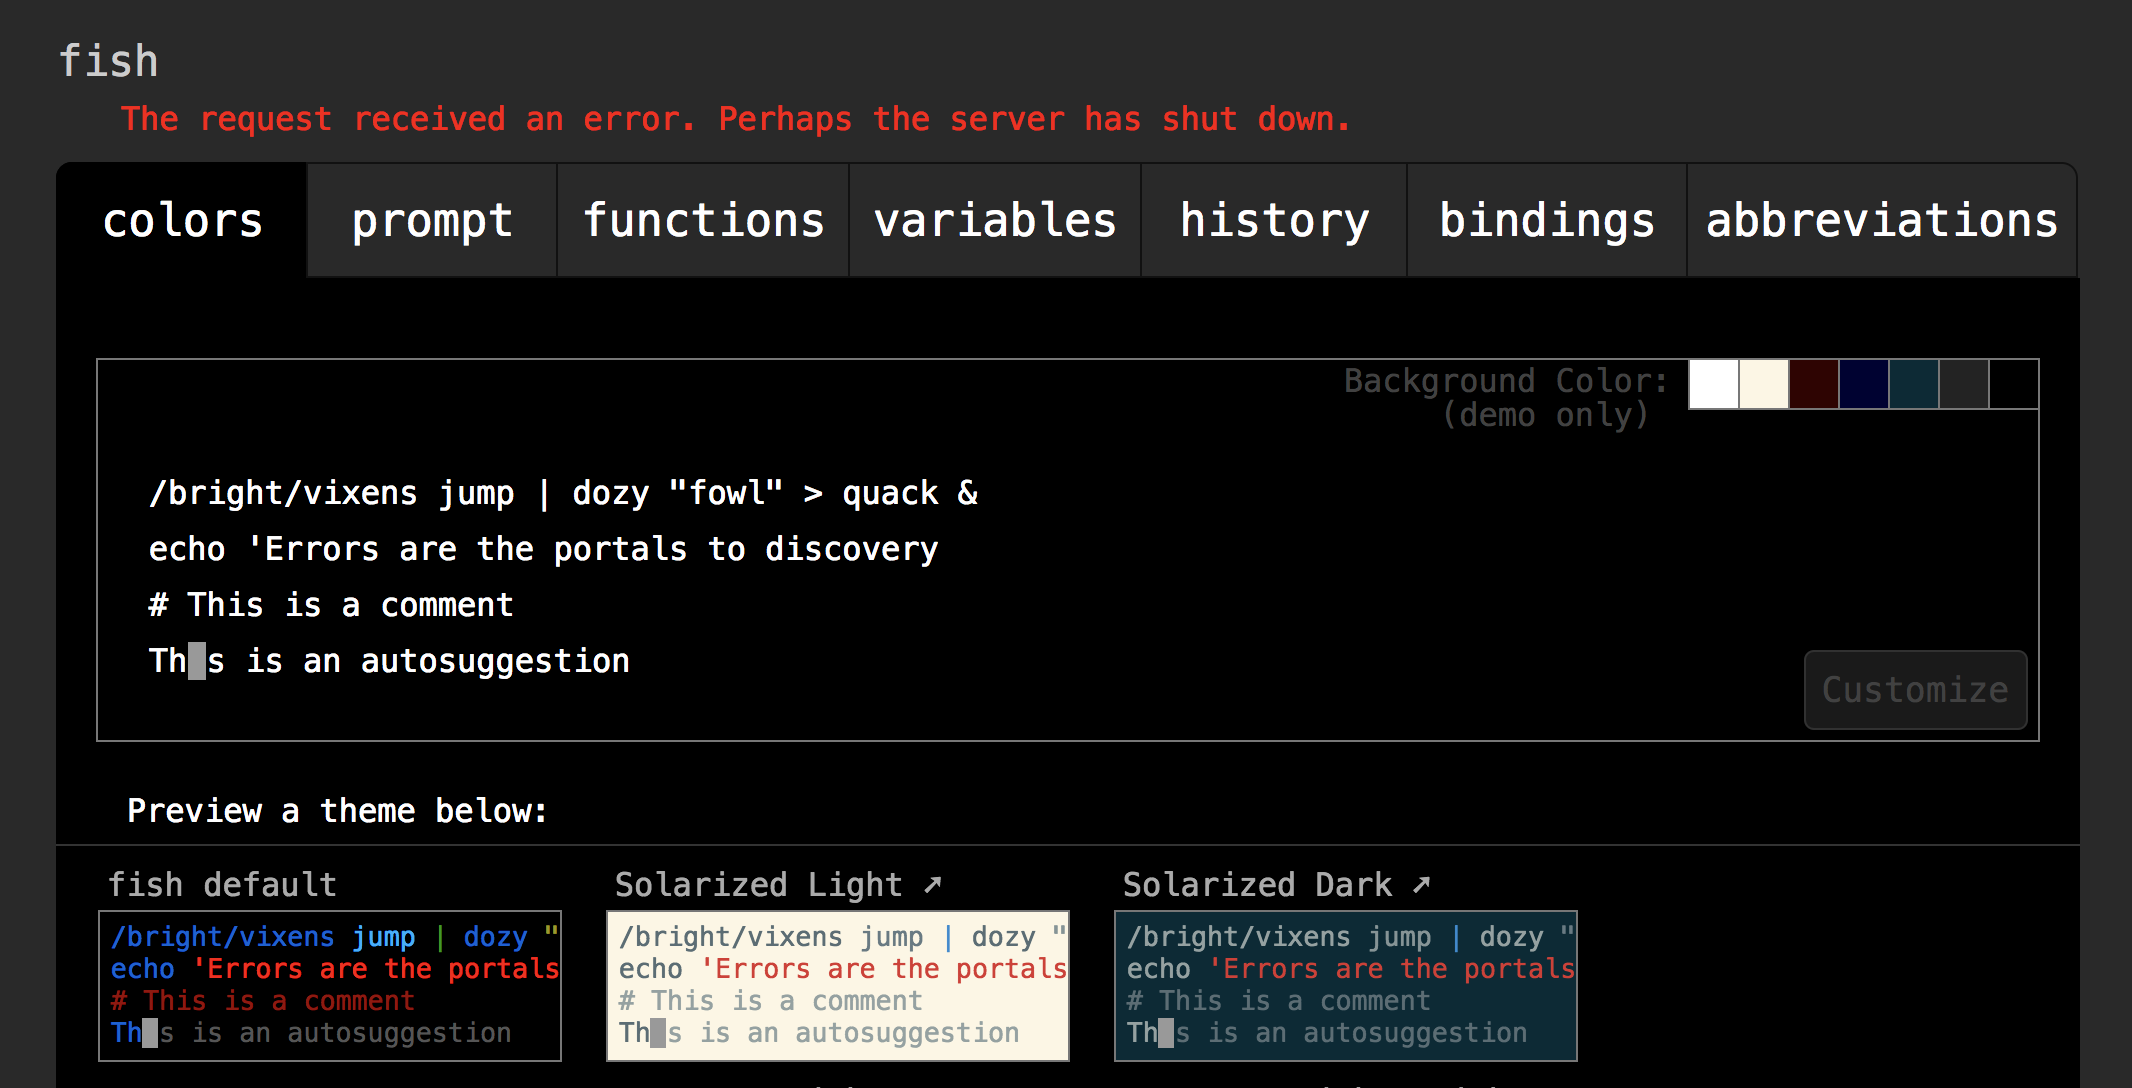 fish
The request received an error. Perhaps the server has shut down.
colors prompt functions variables history bindings abbreviations
Background Color:
(demo only)
/bright/vixens jump | dozy "fowl" > quack &
echo 'Errors are the portals to discovery
# This is a comment
Th s is an autosuggestion
Customize
Preview a theme below:
fish default
/bright/vixens jump | dozy "
echo 'Errors are the portals
# This is a comment
Th s is an autosuggestion
Solarized Light ↗
/bright/vixens jump | dozy "
echo 'Errors are the portals
# This is a comment
Th s is an autosuggestion
Solarized Dark ↗
/bright/vixens jump | dozy "
echo 'Errors are the portals
# This is a comment
Th s is an autosuggestion